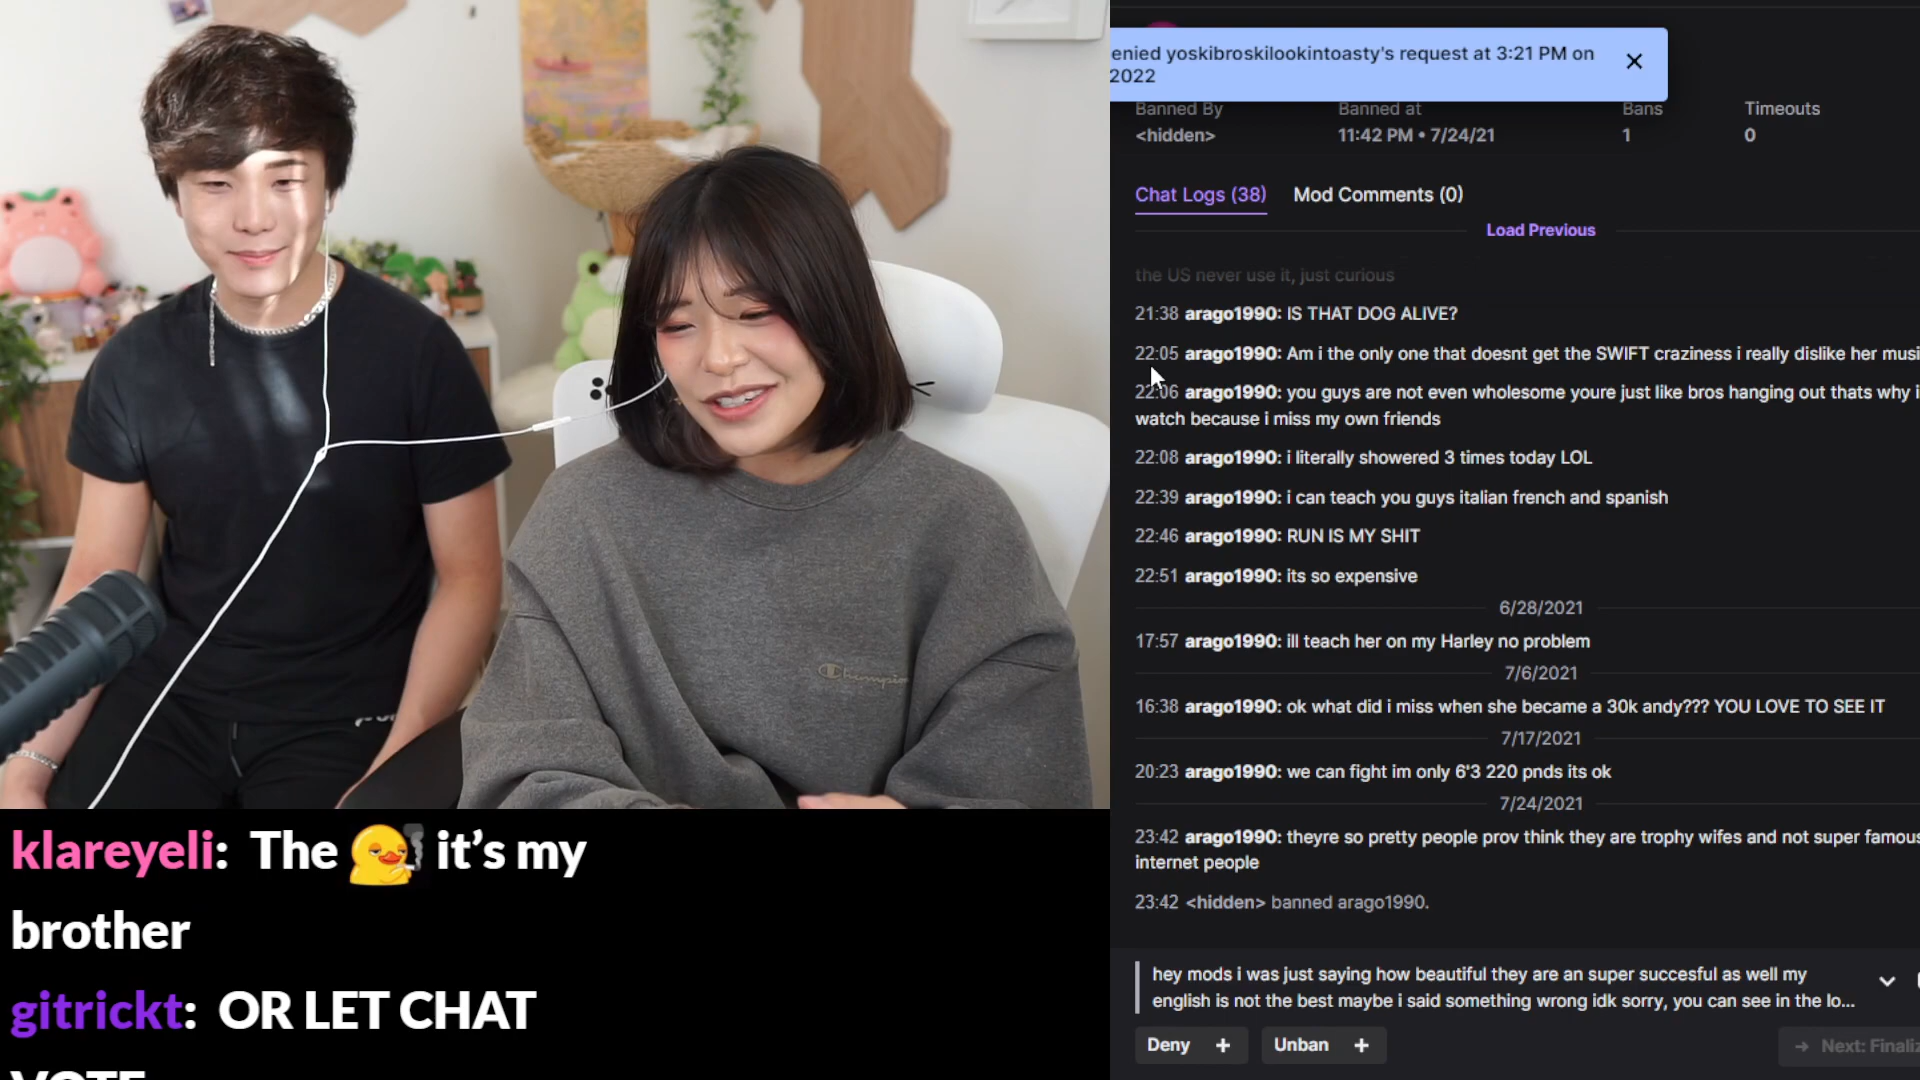 enied yoskibroskilookintoasty's request at 3:21 PM on
2022
Banned By
<hidden>
Banned at
11:42 PM • 7/24/21
Bans
1
Timeouts
0
Chat Logs (38)
Mod Comments (0)
Load Previous
the US never use it, just curious
21:38 arago1990: IS THAT DOG ALIVE?
22:05 arago1990: Am i the only one that doesnt get the SWIFT craziness i really dislike her musi
22:06 arago1990: you guys are not even wholesome youre just like bros hanging out thats why i
watch because i miss my own friends
22:08 arago1990: i literally showered 3 times today LOL
22:39 arago1990: i can teach you guys italian french and spanish
22:46 arago1990: RUN IS MY SHIT
22:51 arago1990: its so expensive
6/28/2021
17:57 arago1990: ill teach her on my Harley no problem
7/6/2021
16:38 arago1990: ok what did i miss when she became a 30k andy??? YOU LOVE TO SEE IT
7/17/2021
20:23 arago1990: we can fight im only 6'3 220 pnds its ok
7/24/2021
23:42 arago1990: theyre so pretty people prov think they are trophy wifes and not super famous
internet people
23:42 <hidden> banned arago1990.
hey mods i was just saying how beautiful they are an super succesful as well my
english is not the best maybe i said something wrong idk sorry, you can see in the lo...
Deny +
Unban +
→ Next: Finaliz
Champion
klareyeli: The it’s my
brother
gitrickt: OR LET CHAT
VOTE